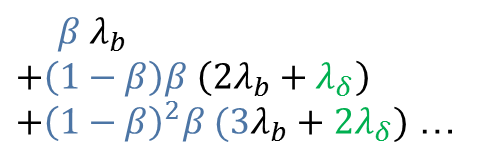 β λ_b
+(1 − β)β (2λ_b + λ_δ)
+(1 − β)²β (3λ_b + 2λ_δ) …